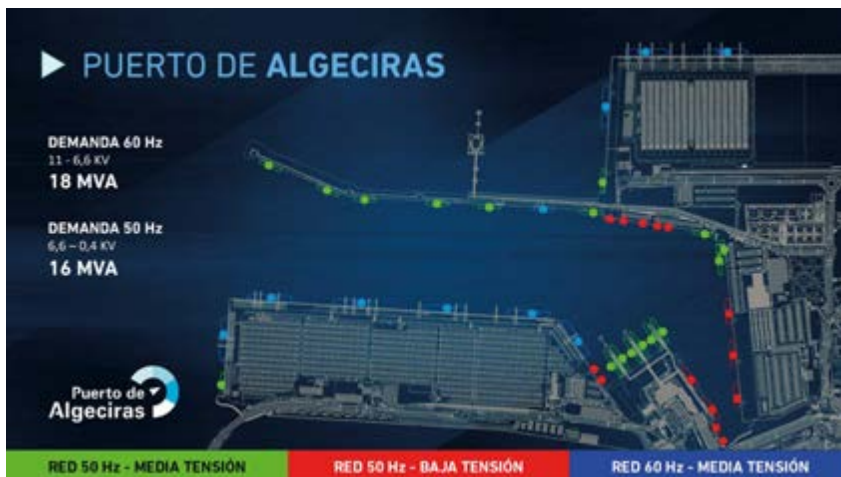 PUERTO DE ALGECIRAS
DEMANDA 60 Hz
11 - 6,6 KV
18 MVA
DEMANDA 50 Hz
6,6 – 0,4 KV
16 MVA
Puerto de
Algeciras
RED 50 Hz - MEDIA TENSIÓN
RED 50 Hz - BAJA TENSIÓN
RED 60 Hz - MEDIA TENSIÓN